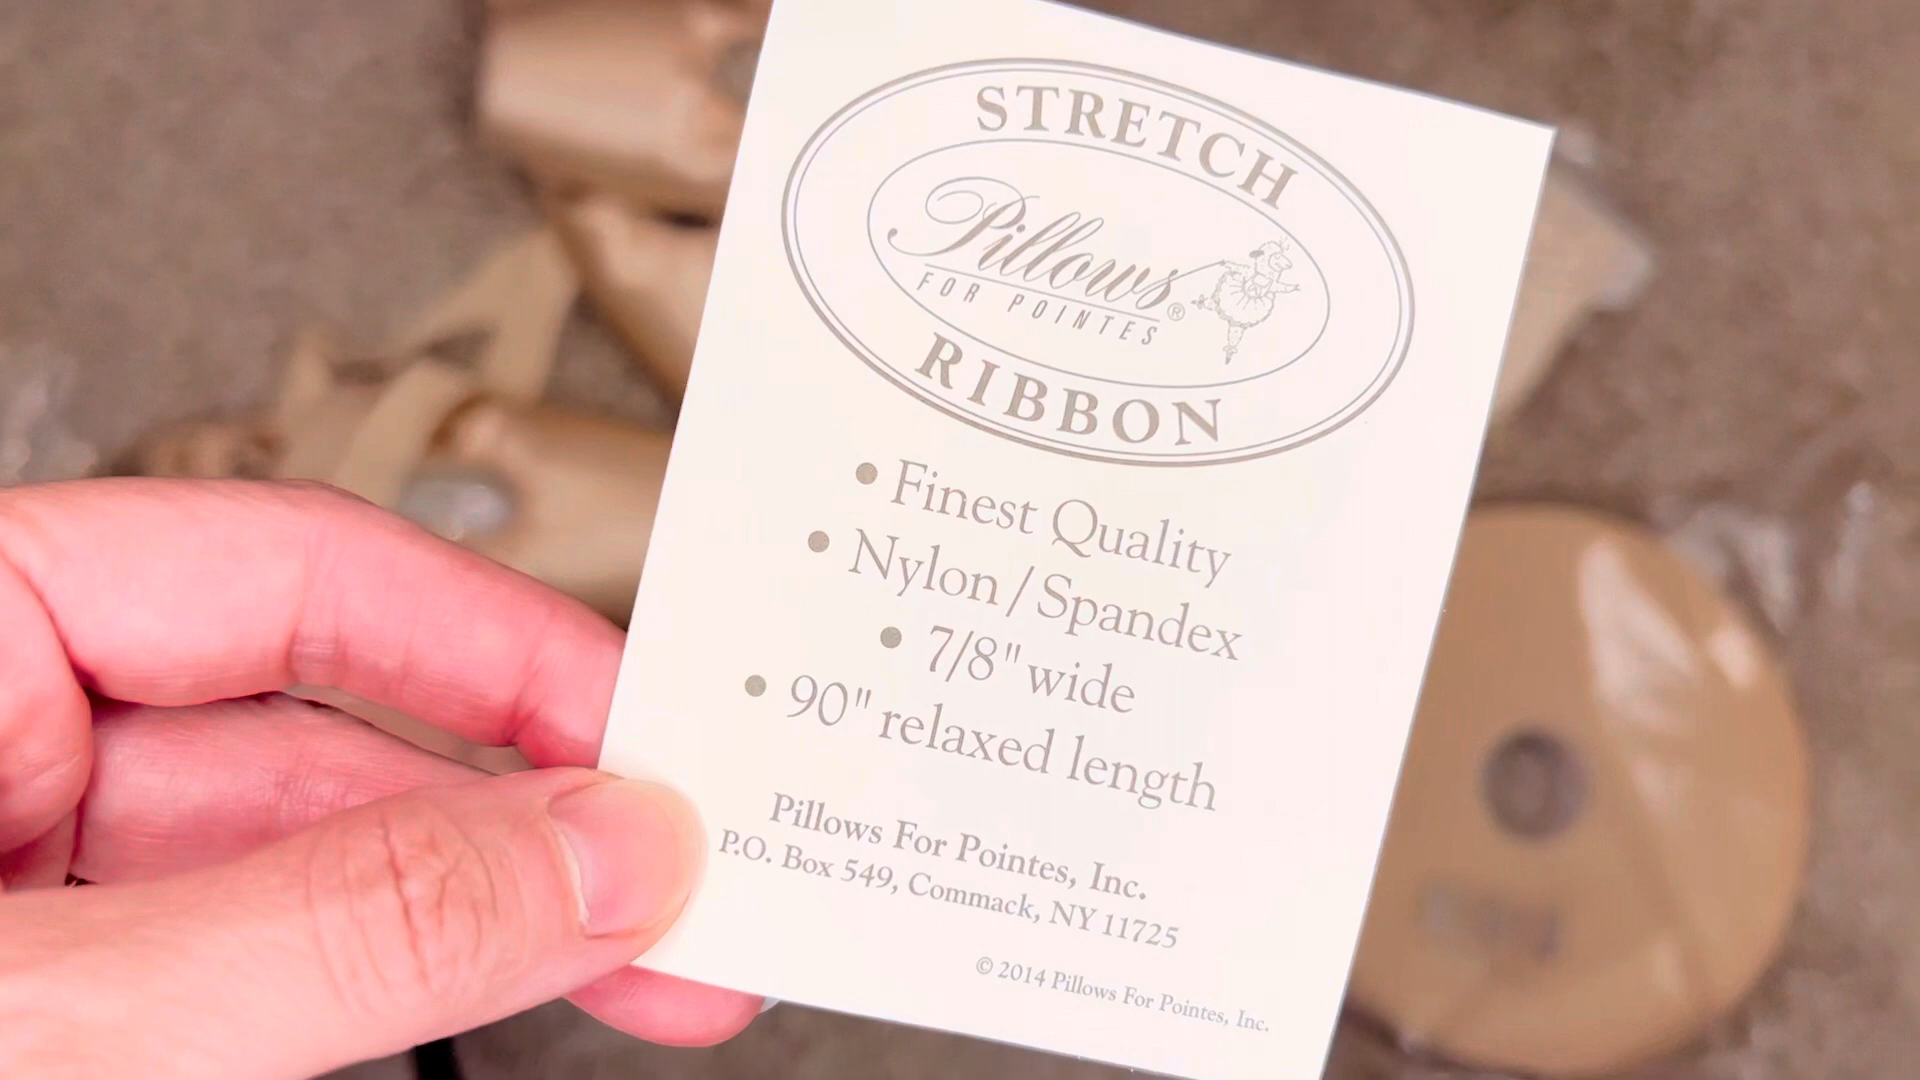 STRETCH
Pillows®
FOR POINTES
RIBBON
• Finest Quality
• Nylon/Spandex
• 7/8" wide
• 90" relaxed length
Pillows For Pointes, Inc.
P.O. Box 549, Commack, NY 11725
© 2014 Pillows For Pointes, Inc.